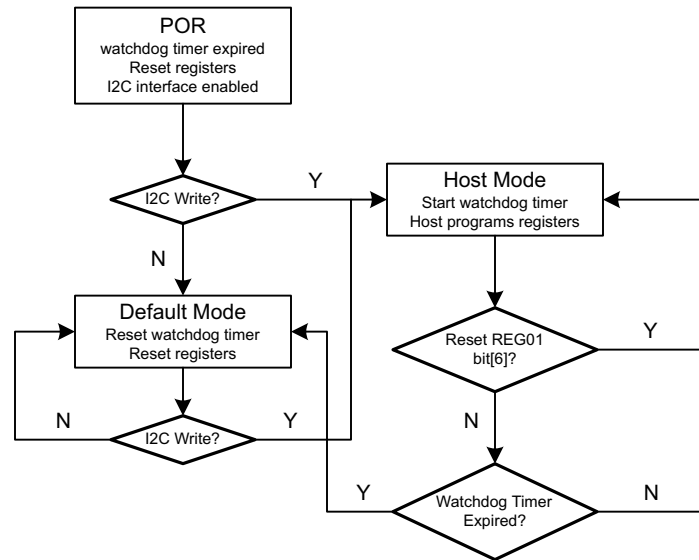 POR
watchdog timer expired
Reset registers
I2C interface enabled
I2C Write?
Y
N
Host Mode
Start watchdog timer
Host programs registers
Default Mode
Reset watchdog timer
Reset registers
Reset REG01
bit[6]?
Y
N
I2C Write?
N
Y
Watchdog Timer
Expired?
Y
N